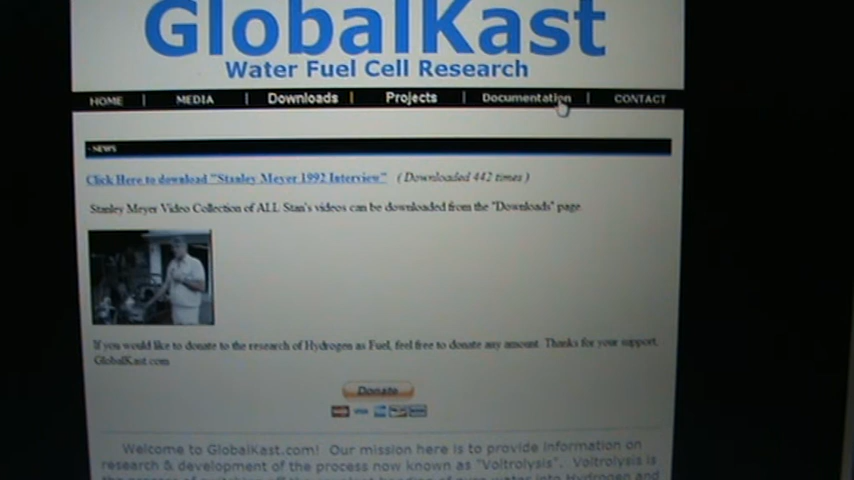 GlobalKast
Water Fuel Cell Research
HOME | MEDIA | Downloads | Projects | Documentation | CONTACT
- NEWS
Click Here to download "Stanley Meyer 1992 Interview" ( Downloaded 442 times )
Stanley Meyer Video Collection of ALL Stan's videos can be downloaded from the "Downloads" page.
If you would like to donate to the research of Hydrogen as Fuel, feel free to donate any amount. Thanks for your support,
GlobalKast.com
Donate
VISA
Welcome to GlobalKast.com! Our mission here is to provide information on
research & development of the process now known as "Voltrolysis". Voltrolysis is